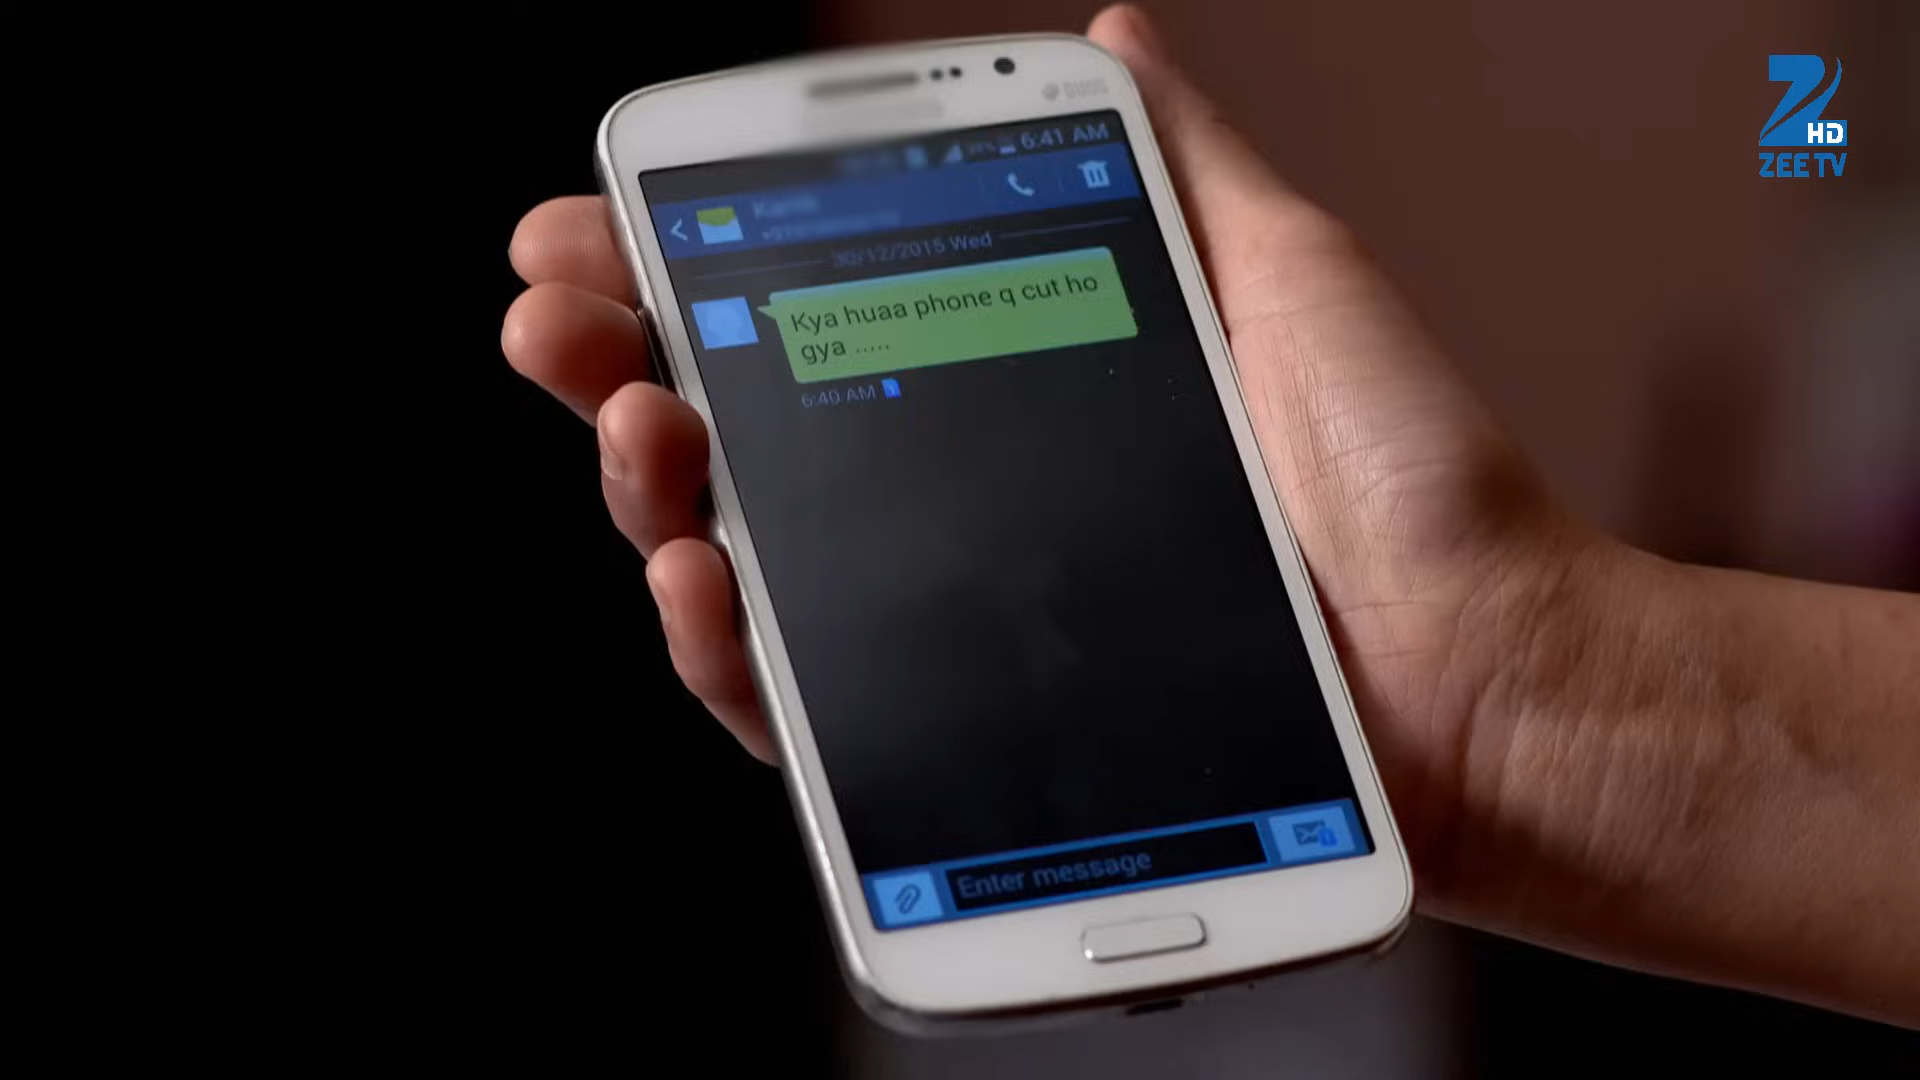 DUOS
6:41 AM
30/12/2015 Wed
Kya huaa phone q cut ho
gya .....
6:40 AM
Enter message
HD
ZEE TV